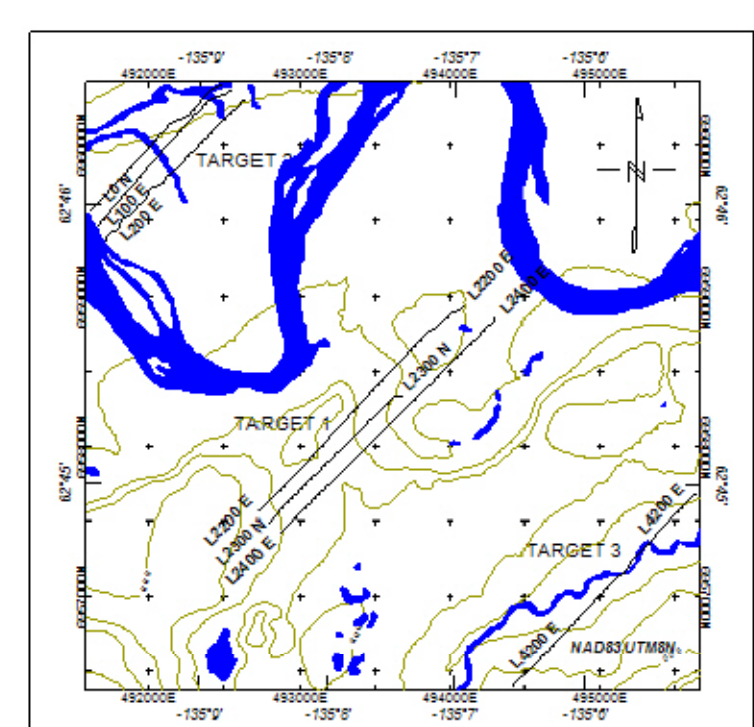 -135°9' -135°8' -135°7' -135°6'
492000E 493000E 494000E 495000E
TARGET 2
N
L0 N
L100 E
L200 E
62°46' 62°46'
L2200 E
L2400 E
L2300 N
TARGET 1
62°45' 62°45'
L2200 E
L2300 N
L2400 E
L4200 E
TARGET 3
6957000N 6957000N
L4200 E
NAD83/UTM8N
492000E 493000E 494000E 495000E
-135°9' -135°8' -135°7' -135°6'